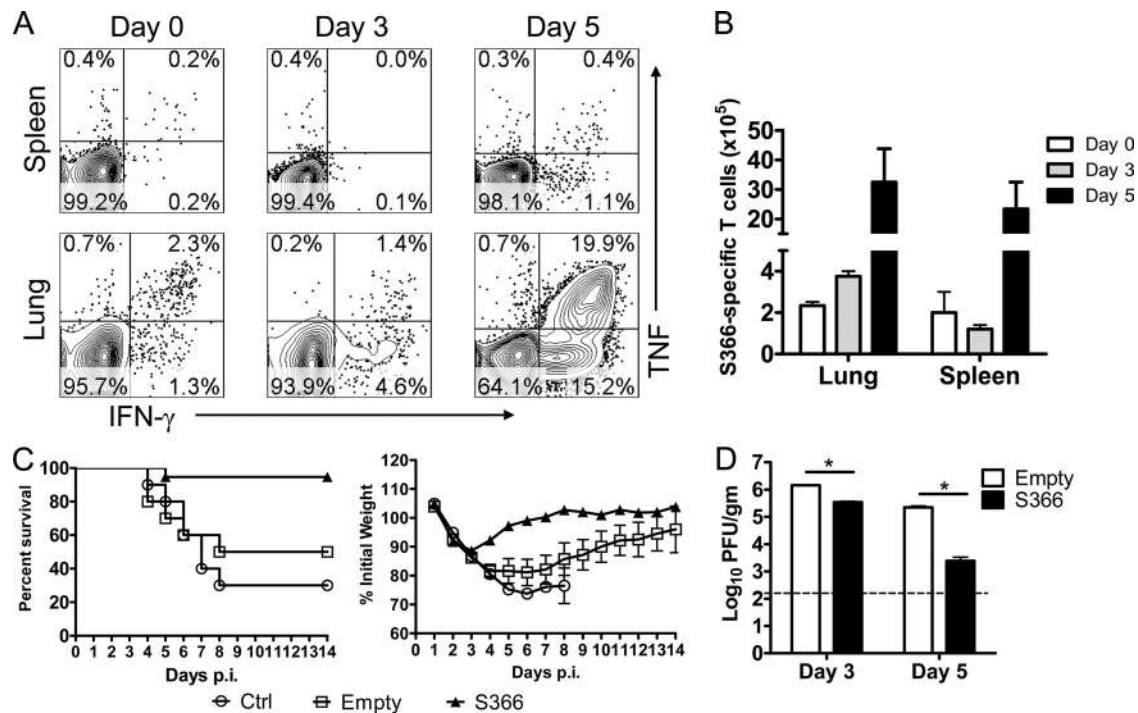 A
Day 0 Day 3 Day 5
Spleen
0.4% 0.2% 0.4% 0.0% 0.3% 0.4%
99.2% 0.2% 99.4% 0.1% 98.1% 1.1%
Lung
0.7% 2.3% 0.2% 1.4% 0.7% 19.9%
95.7% 1.3% 93.9% 4.6% 64.1% 15.2%
IFN-γ
TNF
B
S366-specific T cells (x10⁵)
50
40
30
20
4
2
0
Lung Spleen
Day 0
Day 3
Day 5
C
Percent survival
100
80
60
40
20
0
0 1 2 3 4 5 6 7 8 9 10 11 12 13 14
Days p.i.
% Initial Weight
120
100
80
60
0 1 2 3 4 5 6 7 8 9 10 11 12 13 14
Days p.i.
Ctrl Empty S366
D
Log₁₀ PFU/gm
7
6
5
4
3
2
1
0
* *
Day 3 Day 5
Empty
S366